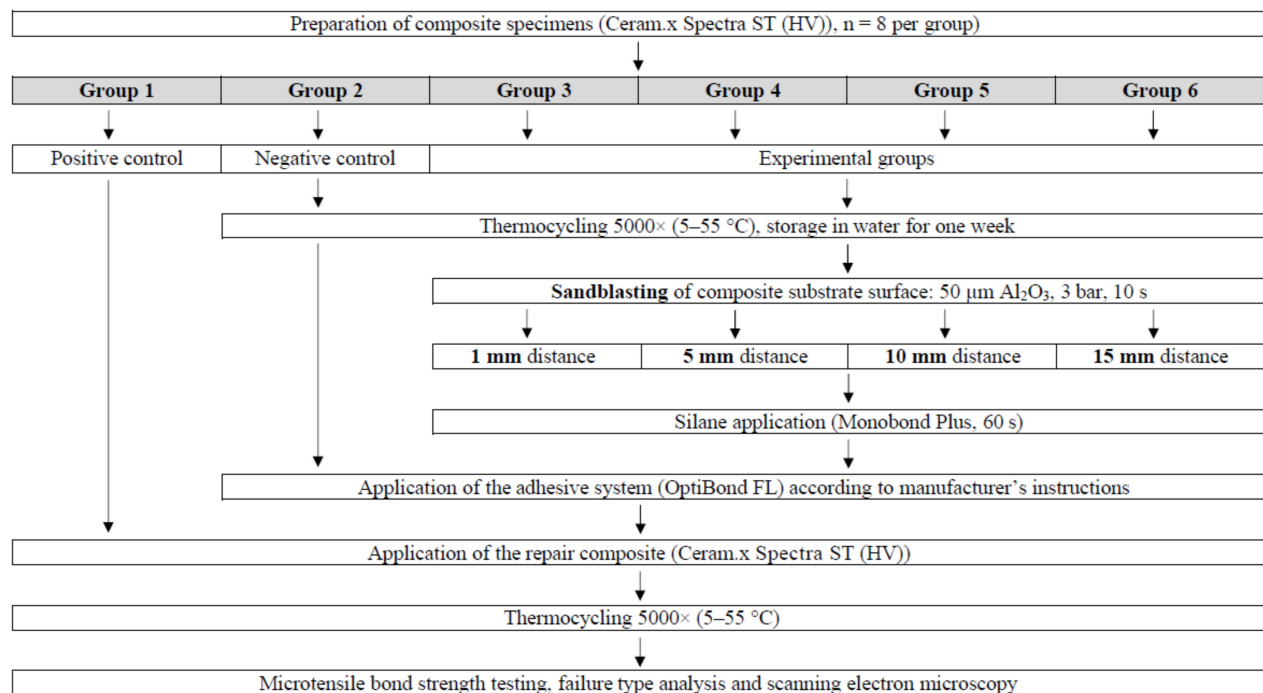 Preparation of composite specimens (Ceram.x Spectra ST (HV)), n = 8 per group)
Group 1 Group 2 Group 3 Group 4 Group 5 Group 6
Positive control Negative control Experimental groups
Thermocycling 5000× (5–55 °C), storage in water for one week
Sandblasting of composite substrate surface: 50 μm Al₂O₃, 3 bar, 10 s
1 mm distance 5 mm distance 10 mm distance 15 mm distance
Silane application (Monobond Plus, 60 s)
Application of the adhesive system (OptiBond FL) according to manufacturer’s instructions
Application of the repair composite (Ceram.x Spectra ST (HV))
Thermocycling 5000× (5–55 °C)
Microtensile bond strength testing, failure type analysis and scanning electron microscopy